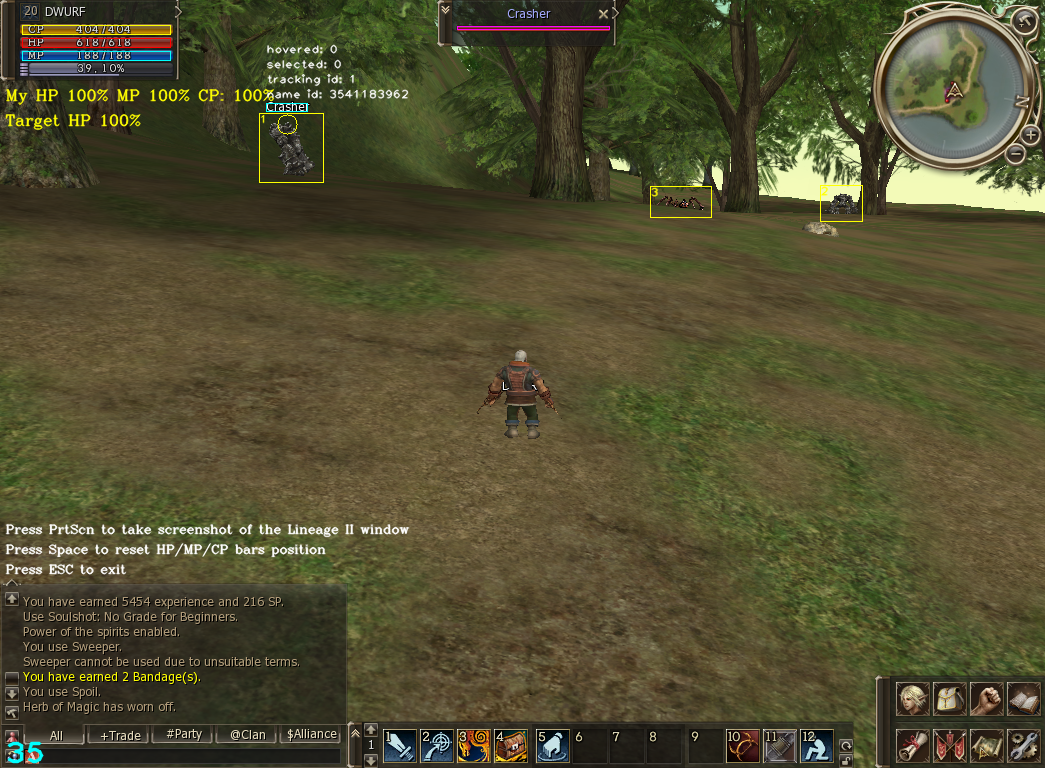 20 DWURF
CP 404/404
HP 618/618
MP 188/188
39,10%
Crasher
hovered: 0
selected: 0
tracking id: 1
game id: 3541183962
My HP 100% MP 100% CP: 100%
Target HP 100%
Crasher
1
3
2
N
Press PrtScn to take screenshot of the Lineage II window
Press Space to reset HP/MP/CP bars position
Press ESC to exit
You have earned 5454 experience and 216 SP.
Use Soulshot: No Grade for Beginners.
Power of the spirits enabled.
You use Sweeper.
Sweeper cannot be used due to unsuitable terms.
You have earned 2 Bandage(s).
You use Spoil.
Herb of Magic has worn off.
All +Trade #Party @Clan $Alliance
35
1
1 2 3 4 5 6 7 8 9 10 11 12